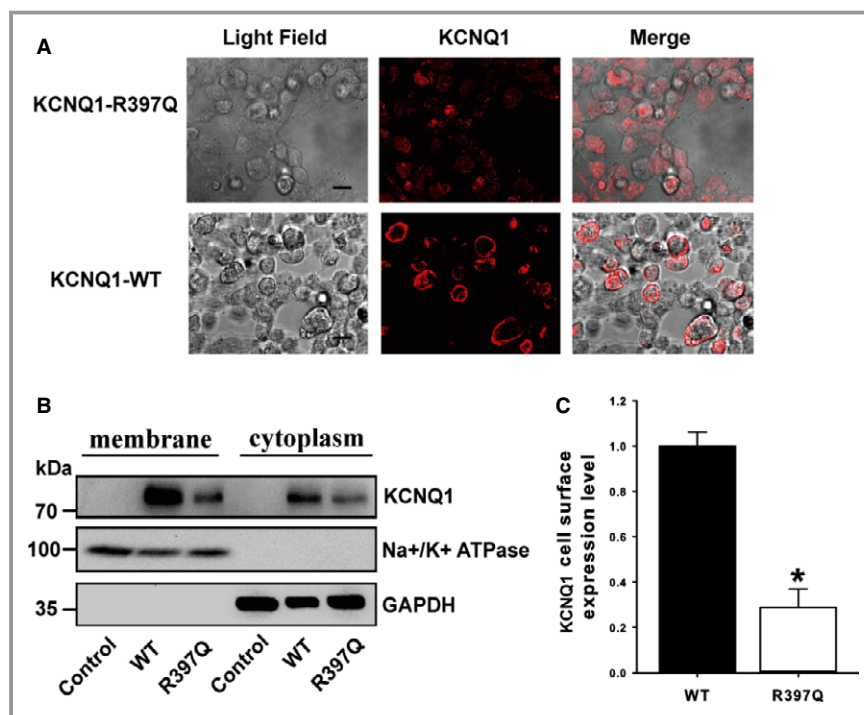 A
Light Field KCNQ1 Merge
KCNQ1-R397Q
KCNQ1-WT
B
membrane cytoplasm
kDa
70
KCNQ1
100
Na+/K+ ATPase
35
GAPDH
Control WT R397Q Control WT R397Q
C
KCNQ1 cell surface
expression level
1.2
1.0
0.8
0.6
0.4
0.2
0.0
*
WT R397Q